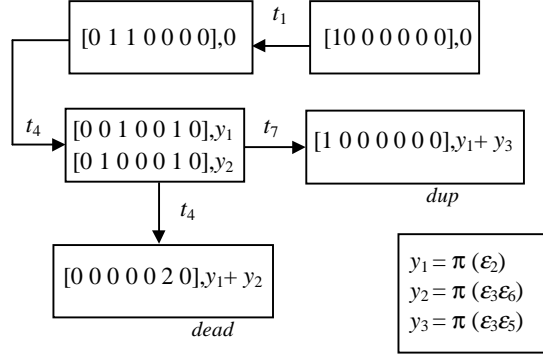 t₁
[0 1 1 0 0 0 0],0
[10 0 0 0 0 0],0
t₄
[0 0 1 0 0 1 0],y₁
[0 1 0 0 0 1 0],y₂
t₇
[1 0 0 0 0 0 0],y₁+ y₃
dup
t₄
[0 0 0 0 0 2 0],y₁+ y₂
dead
y₁ = π (ε₂)
y₂ = π (ε₃ε₆)
y₃ = π (ε₃ε₅)